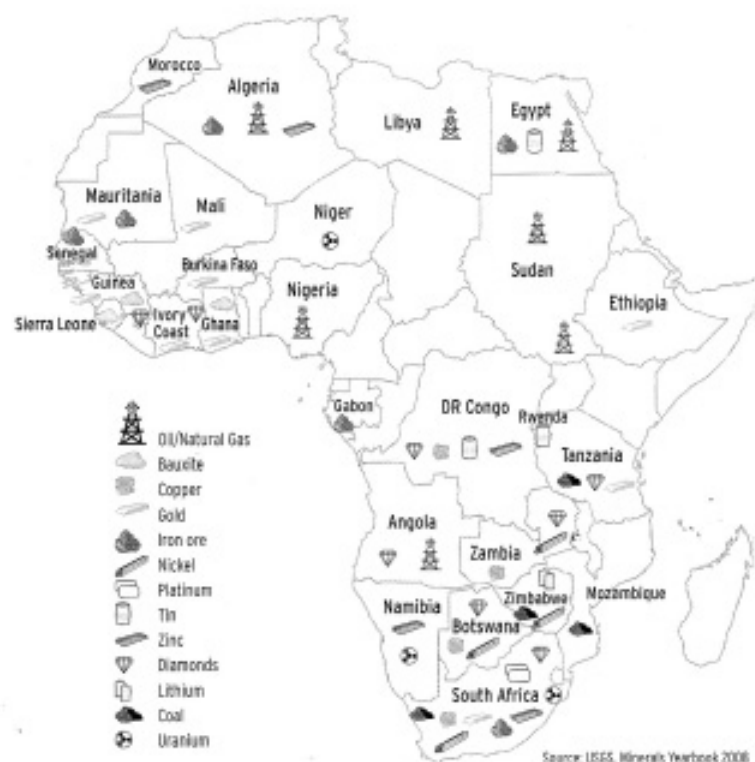 Morocco
Algeria
Libya
Egypt
Mauritania
Mali
Niger
Senegal
Burkina Faso
Sudan
Guinea
Nigeria
Ethiopia
Sierra Leone
Ivory
Coast
Ghana
Gabon
DR Congo
Rwenda
Tanzania
Angola
Zambia
Zimbabwe
Mozambique
Namibia
Botswana
South Africa
Oil/Natural Gas
Bauxite
Copper
Gold
Iron ore
Nickel
Platinum
Tin
Zinc
Diamonds
Lithium
Coal
Uranium
Source: USGS, Minerals Yearbook 2008